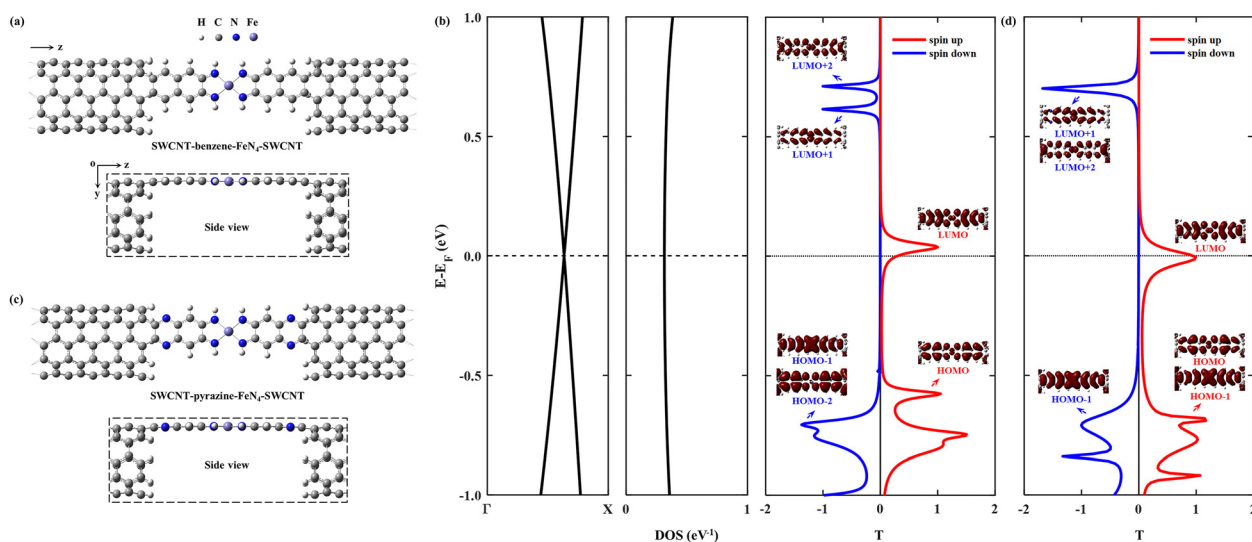 (a)
H C N Fe
z
SWCNT-benzene-FeN₄-SWCNT
o z
y
Side view
(c)
SWCNT-pyrazine-FeN₄-SWCNT
Side view
(b)
E-E_F (eV)
1.0
0.5
0.0
-0.5
-1.0
Γ X
0 1
DOS (eV⁻¹)
spin up
spin down
LUMO+2
LUMO+1
LUMO
HOMO-1
HOMO-2
HOMO
-2 -1 0 1 2
T
(d)
spin up
spin down
LUMO+1
LUMO+2
LUMO
HOMO
HOMO-1
HOMO-1
-2 -1 0 1 2
T